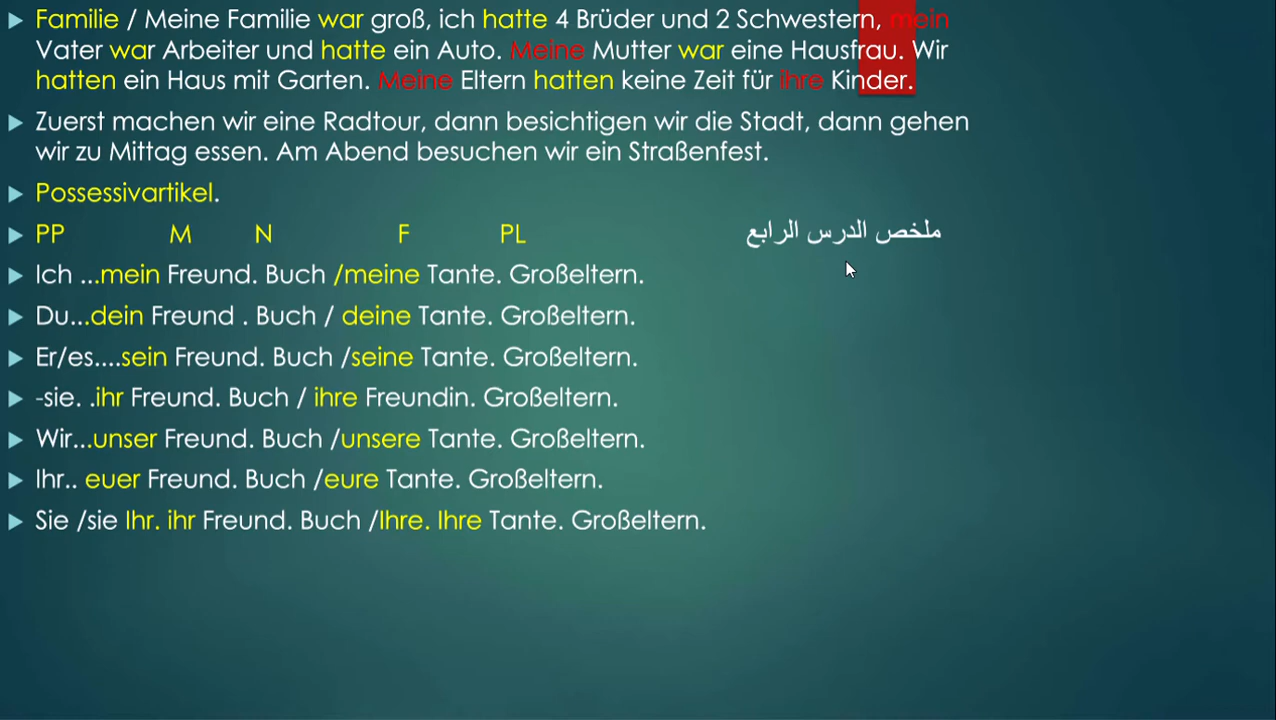 Familie / Meine Familie war groß, ich hatte 4 Brüder und 2 Schwestern, mein
Vater war Arbeiter und hatte ein Auto. Meine Mutter war eine Hausfrau. Wir
hatten ein Haus mit Garten. Meine Eltern hatten keine Zeit für ihre Kinder.
Zuerst machen wir eine Radtour, dann besichtigen wir die Stadt, dann gehen
wir zu Mittag essen. Am Abend besuchen wir ein Straßenfest.
Possessivartikel.
PP M N F PL ملخص الدرس الرابع
Ich ...mein Freund. Buch /meine Tante. Großeltern.
Du...dein Freund . Buch / deine Tante. Großeltern.
Er/es....sein Freund. Buch /seine Tante. Großeltern.
-sie. .ihr Freund. Buch / ihre Freundin. Großeltern.
Wir...unser Freund. Buch /unsere Tante. Großeltern.
Ihr.. euer Freund. Buch /eure Tante. Großeltern.
Sie /sie Ihr. ihr Freund. Buch /Ihre. Ihre Tante. Großeltern.